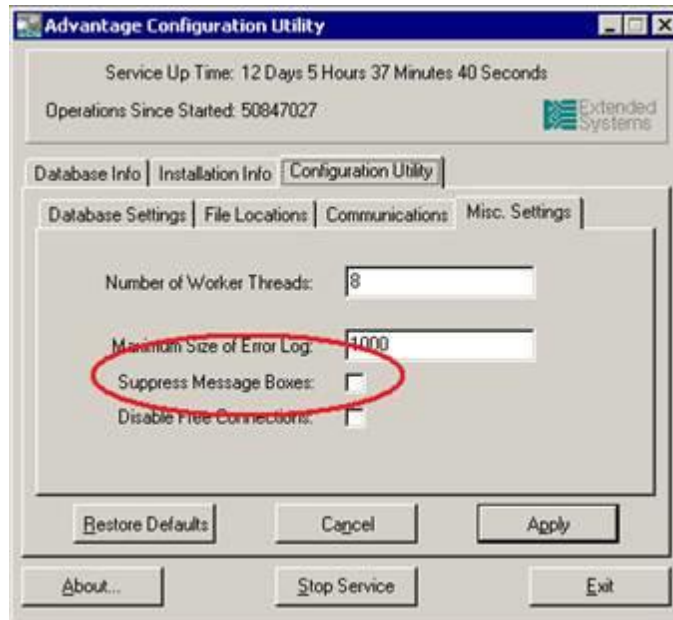 Advantage Configuration Utility
Service Up Time: 12 Days 5 Hours 37 Minutes 40 Seconds
Operations Since Started: 50847027
Extended
Systems
Database Info
Installation Info
Configuration Utility
Database Settings
File Locations
Communications
Misc. Settings
Number of Worker Threads: 8
Maximum Size of Error Log: 1000
Suppress Message Boxes:
Disable Free Connections:
Restore Defaults
Cancel
Apply
About...
Stop Service
Exit